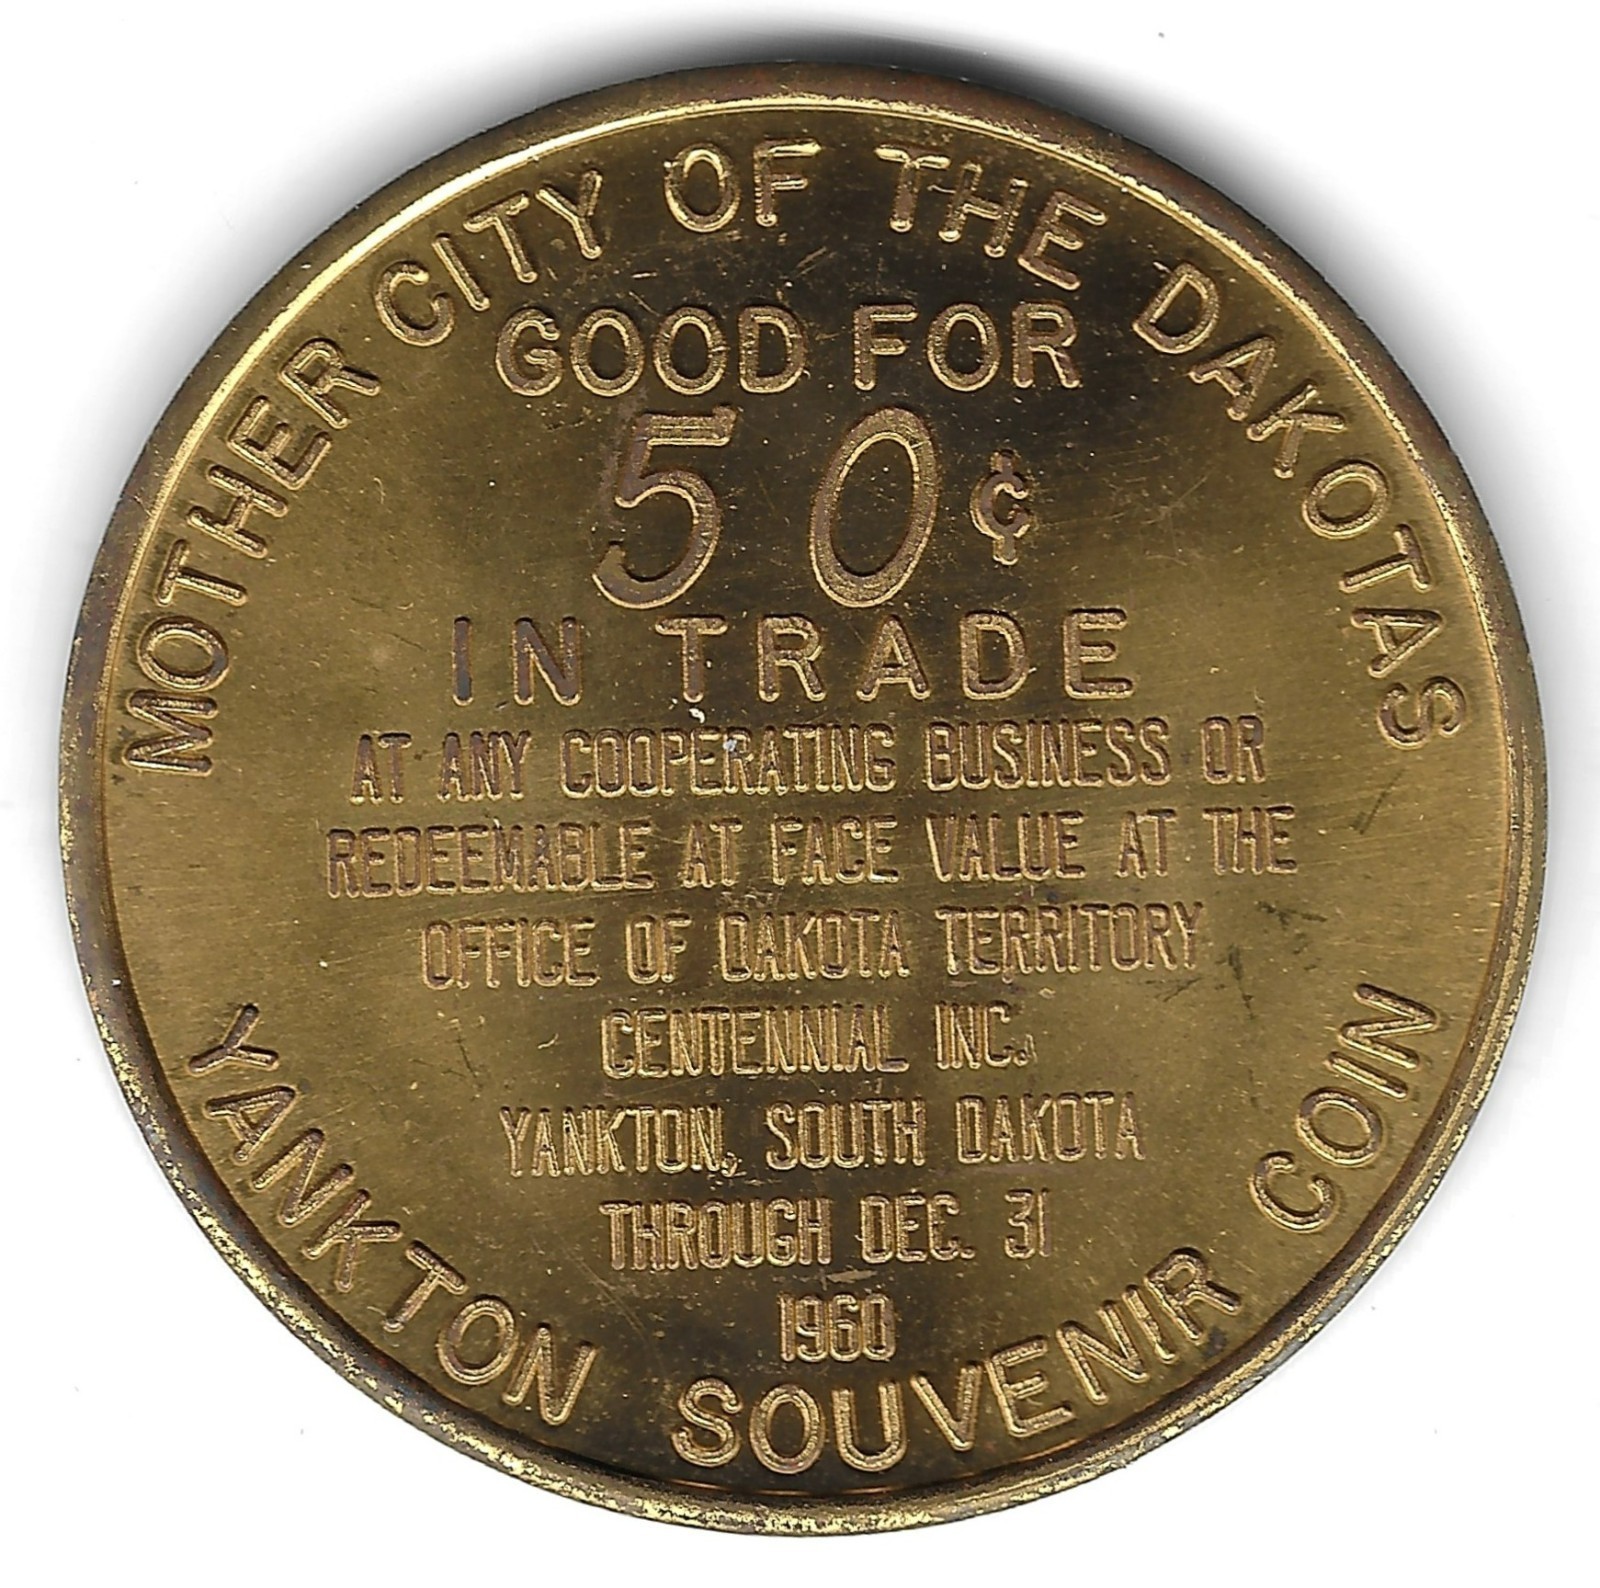 MOTHER CITY OF THE DAKOTAS
GOOD FOR
50¢
IN TRADE
AT ANY COOPERATING BUSINESS OR
REDEEMABLE AT FACE VALUE AT THE
OFFICE OF DAKOTA TERRITORY
CENTENNIAL INC.
YANKTON, SOUTH DAKOTA
THROUGH DEC. 31
1960
YANKTON SOUVENIR COIN